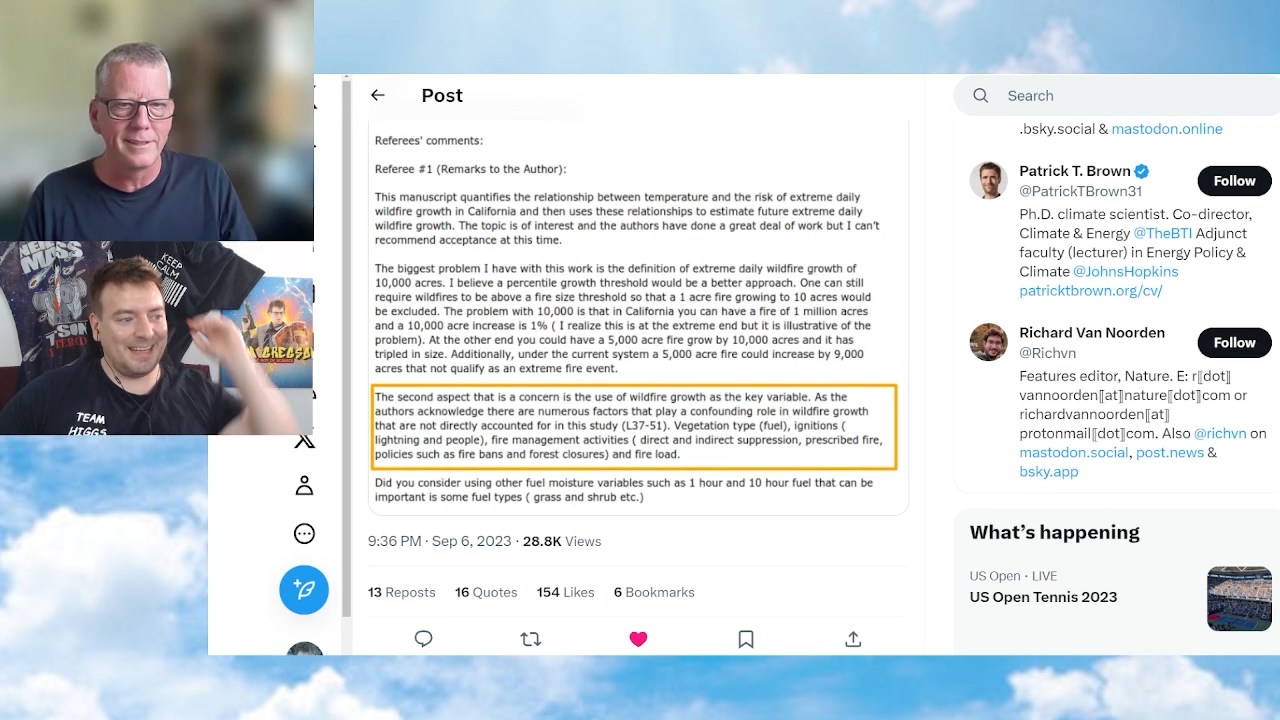 KEEP
CALM
TEAM
HIGGS
Post
Referees' comments:
Referee #1 (Remarks to the Author):
This manuscript quantifies the relationship between temperature and the risk of extreme daily
wildfire growth in California and then uses these relationships to estimate future extreme daily
wildfire growth. The topic is of interest and the authors have done a great deal of work but I can't
recommend acceptance at this time.
The biggest problem I have with this work is the definition of extreme daily wildfire growth of
10,000 acres. I believe a percentile growth threshold would be a better approach. One can still
require wildfires to be above a fire size threshold so that a 1 acre fire growing to 10 acres would
be excluded. The problem with 10,000 is that in California you can have a fire of 1 million acres
and a 10,000 acre increase is 1% ( I realize this is at the extreme end but it is illustrative of the
problem). At the other end you could have a 5,000 acre fire grow by 10,000 acres and it has
tripled in size. Additionally, under the current system a 5,000 acre fire could increase by 9,000
acres that not qualify as an extreme fire event.
The second aspect that is a concern is the use of wildfire growth as the key variable. As the
authors acknowledge there are numerous factors that play a confounding role in wildfire growth
that are not directly accounted for in this study (L37-51). Vegetation type (fuel), ignitions (
lightning and people), fire management activities ( direct and indirect suppression, prescribed fire,
policies such as fire bans and forest closures) and fire load.
Did you consider using other fuel moisture variables such as 1 hour and 10 hour fuel that can be
important is some fuel types ( grass and shrub etc.)
9:36 PM · Sep 6, 2023 · 28.8K Views
13 Reposts 16 Quotes 154 Likes 6 Bookmarks
Search
.bsky.social & mastodon.online
Patrick T. Brown
@PatrickTBrown31
Follow
Ph.D. climate scientist. Co-director,
Climate & Energy @TheBTI Adjunct
faculty (lecturer) in Energy Policy &
Climate @JohnsHopkins
patricktbrown.org/cv/
Richard Van Noorden
@Richvn
Follow
Features editor, Nature. E: r[dot]
vannoorden[at]nature[dot]com or
richardvannoorden[at]
protonmail[dot]com. Also @richvn on
mastodon.social, post.news &
bsky.app
What's happening
US Open · LIVE
US Open Tennis 2023